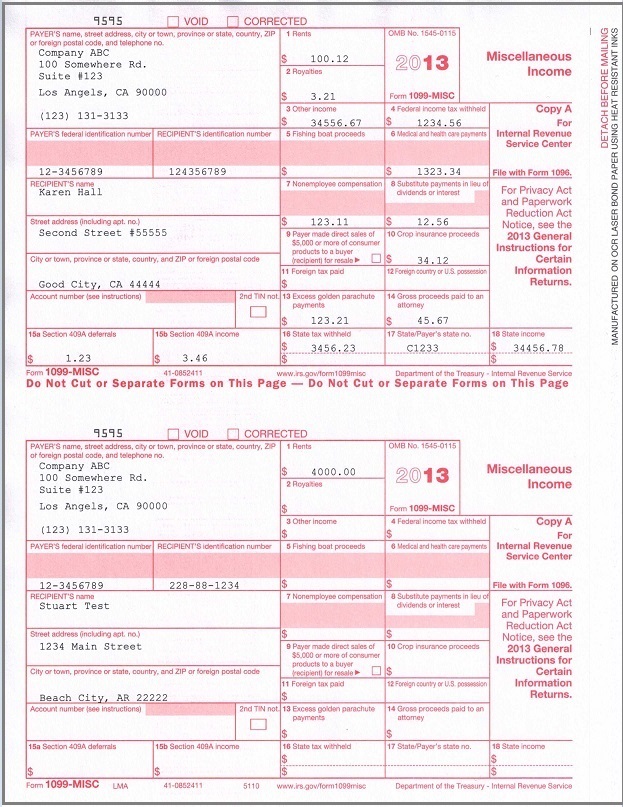 9595 VOID CORRECTED
PAYER'S name, street address, city or town, province or state, country, ZIP
or foreign postal code, and telephone no.
Company ABC
100 Somewhere Rd.
Suite #123
Los Angels, CA 90000
(123) 131-3133
1 Rents
$ 100.12
2 Royalties
$ 3.21
OMB No. 1545-0115
2013
Form 1099-MISC
Miscellaneous
Income
3 Other income
$ 34556.67
4 Federal income tax withheld
$ 1234.56
Copy A
For
Internal Revenue
Service Center
File with Form 1096.
PAYER'S federal identification number
12-3456789
RECIPIENT'S identification number
124356789
5 Fishing boat proceeds
$
6 Medical and health care payments
$ 1323.34
RECIPIENT'S name
Karen Hall
7 Nonemployee compensation
$ 123.11
8 Substitute payments in lieu of
dividends or interest
$ 12.56
For Privacy Act
and Paperwork
Reduction Act
Notice, see the
2013 General
Instructions for
Certain
Information
Returns.
Street address (including apt. no.)
Second Street #55555
9 Payer made direct sales of
$5,000 or more of consumer
products to a buyer
(recipient) for resale ►
10 Crop insurance proceeds
$ 34.12
City or town, province or state, country, and ZIP or foreign postal code
Good City, CA 44444
11 Foreign tax paid
$
12 Foreign country or U.S. possession
Account number (see instructions)
2nd TIN not.
13 Excess golden parachute
payments
$ 123.21
14 Gross proceeds paid to an
attorney
$ 45.67
15a Section 409A deferrals
$ 1.23
15b Section 409A income
$ 3.46
16 State tax withheld
$ 3456.23
$
17 State/Payer's state no.
C1233
18 State income
$ 34456.78
$
Form 1099-MISC 41-0852411 www.irs.gov/form1099misc Department of the Treasury - Internal Revenue Service
Do Not Cut or Separate Forms on This Page — Do Not Cut or Separate Forms on This Page
9595 VOID CORRECTED
PAYER'S name, street address, city or town, province or state, country, ZIP
or foreign postal code, and telephone no.
Company ABC
100 Somewhere Rd.
Suite #123
Los Angels, CA 90000
(123) 131-3133
1 Rents
$ 4000.00
2 Royalties
$
OMB No. 1545-0115
2013
Form 1099-MISC
Miscellaneous
Income
3 Other income
$
4 Federal income tax withheld
$
Copy A
For
Internal Revenue
Service Center
File with Form 1096.
PAYER'S federal identification number
12-3456789
RECIPIENT'S identification number
228-88-1234
5 Fishing boat proceeds
$
6 Medical and health care payments
$
RECIPIENT'S name
Stuart Test
7 Nonemployee compensation
$
8 Substitute payments in lieu of
dividends or interest
$
For Privacy Act
and Paperwork
Reduction Act
Notice, see the
2013 General
Instructions for
Certain
Information
Returns.
Street address (including apt. no.)
1234 Main Street
9 Payer made direct sales of
$5,000 or more of consumer
products to a buyer
(recipient) for resale ►
10 Crop insurance proceeds
$
City or town, province or state, country, and ZIP or foreign postal code
Beach City, AR 22222
11 Foreign tax paid
$
12 Foreign country or U.S. possession
Account number (see instructions)
2nd TIN not.
13 Excess golden parachute
payments
$
14 Gross proceeds paid to an
attorney
$
15a Section 409A deferrals
$
15b Section 409A income
$
16 State tax withheld
$
$
17 State/Payer's state no.
18 State income
$
$
Form 1099-MISC LMA 41-0852411 5110 www.irs.gov/form1099misc Department of the Treasury - Internal Revenue Service
DETACH BEFORE MAILING
MANUFACTURED ON OCR LASER BOND PAPER USING HEAT RESISTANT INKS